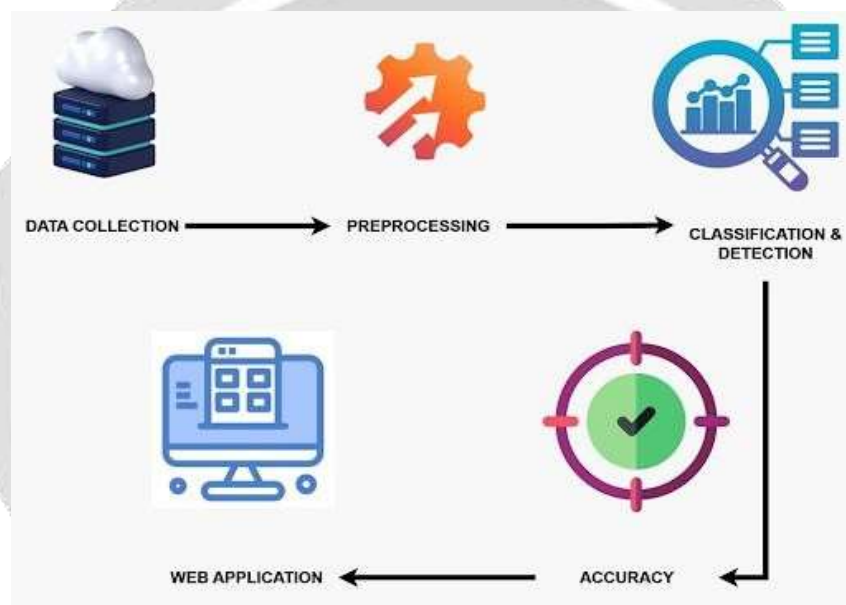 DATA COLLECTION
PREPROCESSING
CLASSIFICATION &
DETECTION
WEB APPLICATION
ACCURACY